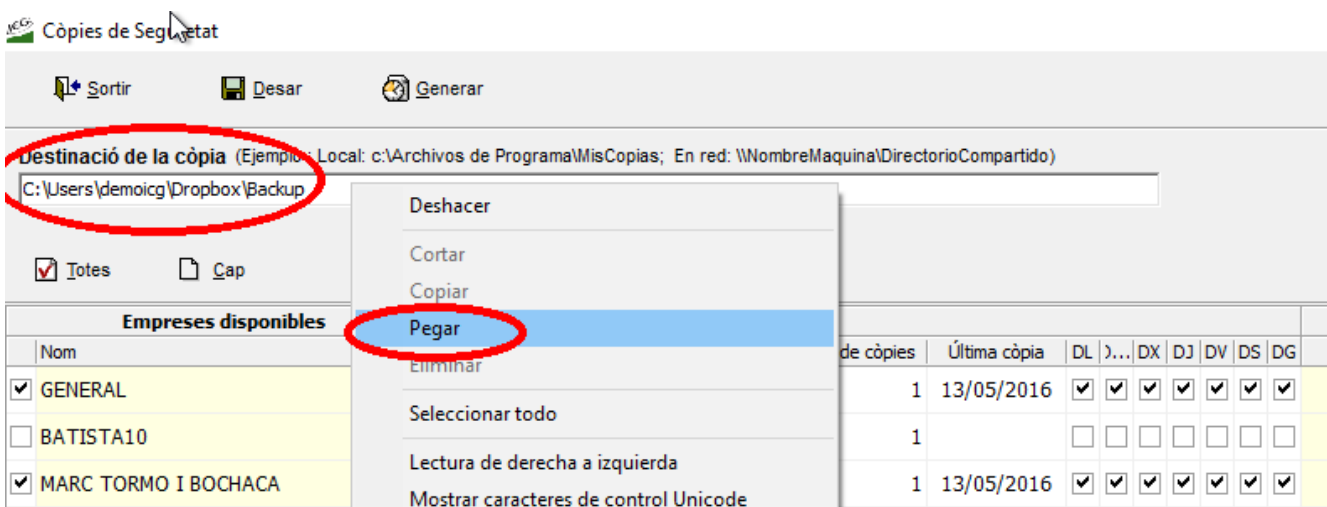 Còpies de Seguretat
Sortir Desar Generar
Destinació de la còpia (Ejemplo: Local: c:\Archivos de Programa\MisCopias; En red: \\NombreMaquina\DirectorioCompartido)
C:\Users\demoicg\Dropbox\Backup
Deshacer
Cortar
Totes Cap
Copiar
Empreses disponibles
Pegar
Nom de còpies Última còpia DL D... DX DJ DV DS DG
Eliminar
GENERAL 1 13/05/2016
Seleccionar todo
BATISTA10 1
Lectura de derecha a izquierda
MARC TORMO I BOCHACA 1 13/05/2016
Mostrar caracteres de control Unicode